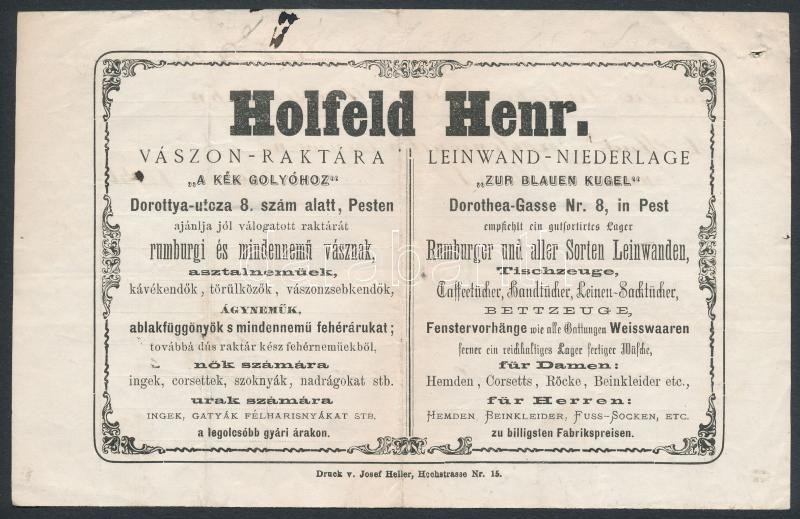 Holfeld Henr.
VÁSZON-RAKTÁRA
„A KÉK GOLYÓHOZ“
Dorottya-utcza 8. szám alatt, Pesten
ajánlja jól válogatott raktárát
rumburgi és mindennemű vásznak,
asztalneműek,
kávékendők, törülközők, vászonzsebkendők,
ÁGYNEMŰK,
ablakfüggönyök s mindennemű fehérárukat;
továbbá dús raktár kész fehérneműekből,
nők számára
ingek, corsettek, szoknyák, nadrágokat stb.
urak számára
INGEK, GATYÁK FÉLHARISNYÁKAT STB.
a legolcsóbb gyári árakon.
LEINWAND-NIEDERLAGE
„ZUR BLAUEN KUGEL“
Dorothea-Gasse Nr. 8, in Pest
empfiehlt ein gutsortirtes Lager
Rumburger und aller Sorten Leinwanden,
Tischzeuge,
Caffeetücher, Handtücher, Leinen-Sacktücher,
BETTZEUGE,
Fenstervorhänge wie alle Gattungen Weisswaaren
ferner ein reichhaltiges Lager fertiger Wäsche,
für Damen:
Hemden, Corsetts, Röcke, Beinkleider etc.,
für Herren:
HEMDEN, BEINKLEIDER, FUSS-SOCKEN, ETC.
zu billigsten Fabrikspreisen.
Druck v. Josef Heller, Hochstrasse Nr. 15.